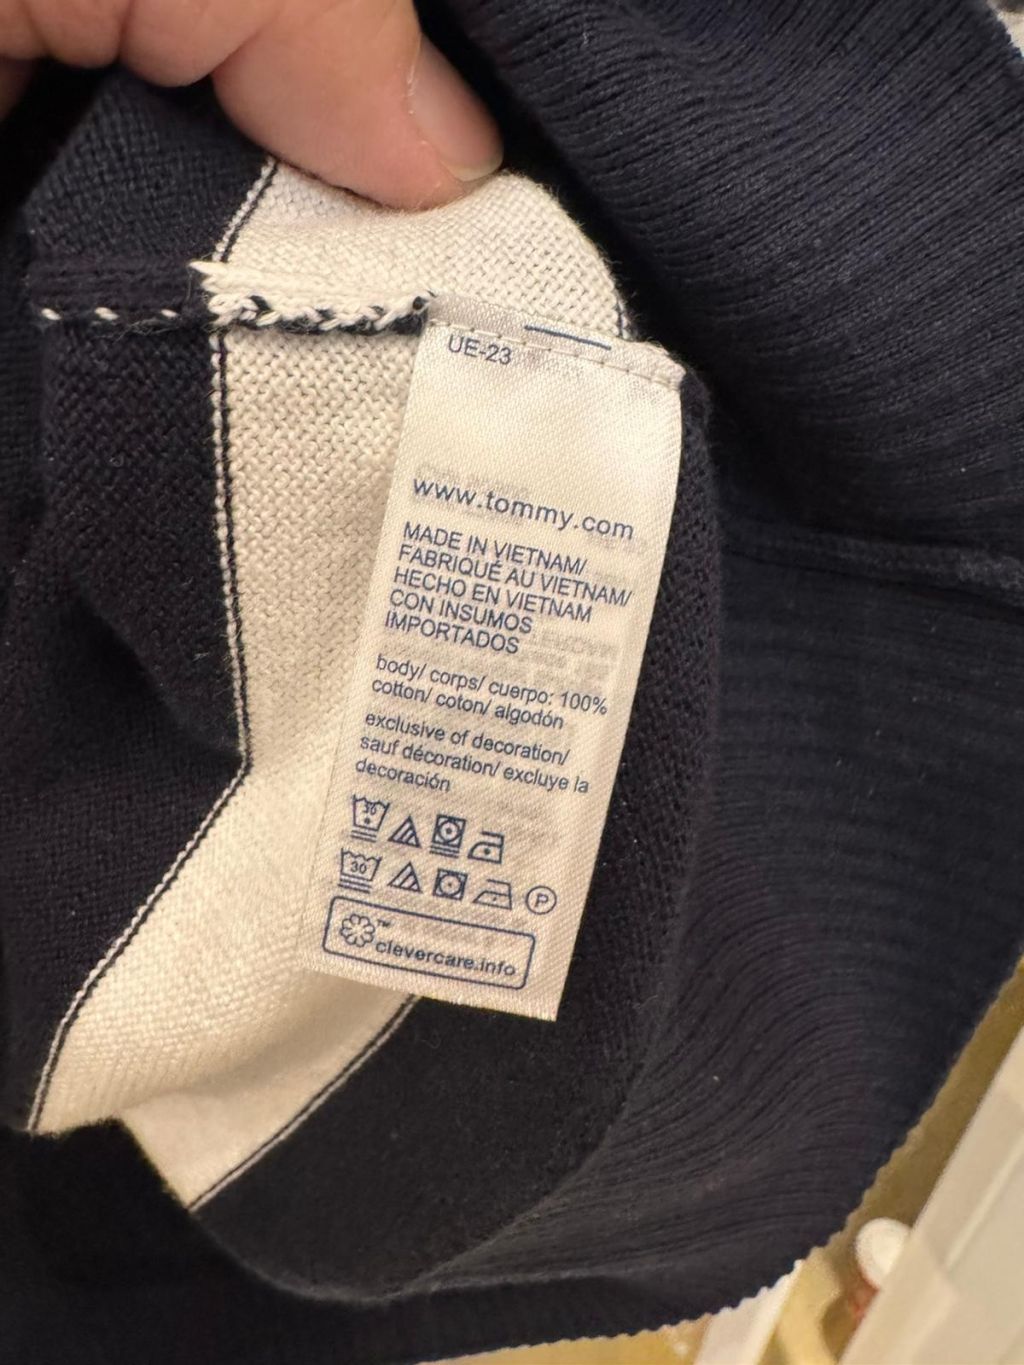 UE-23
www.tommy.com
MADE IN VIETNAM/
FABRIQUÉ AU VIETNAM/
HECHO EN VIETNAM
CON INSUMOS
IMPORTADOS
body/ corps/ cuerpo: 100%
cotton/ coton/ algodón
exclusive of decoration/
sauf décoration/ excluye la
decoración
30
30
P
™
clevercare.info